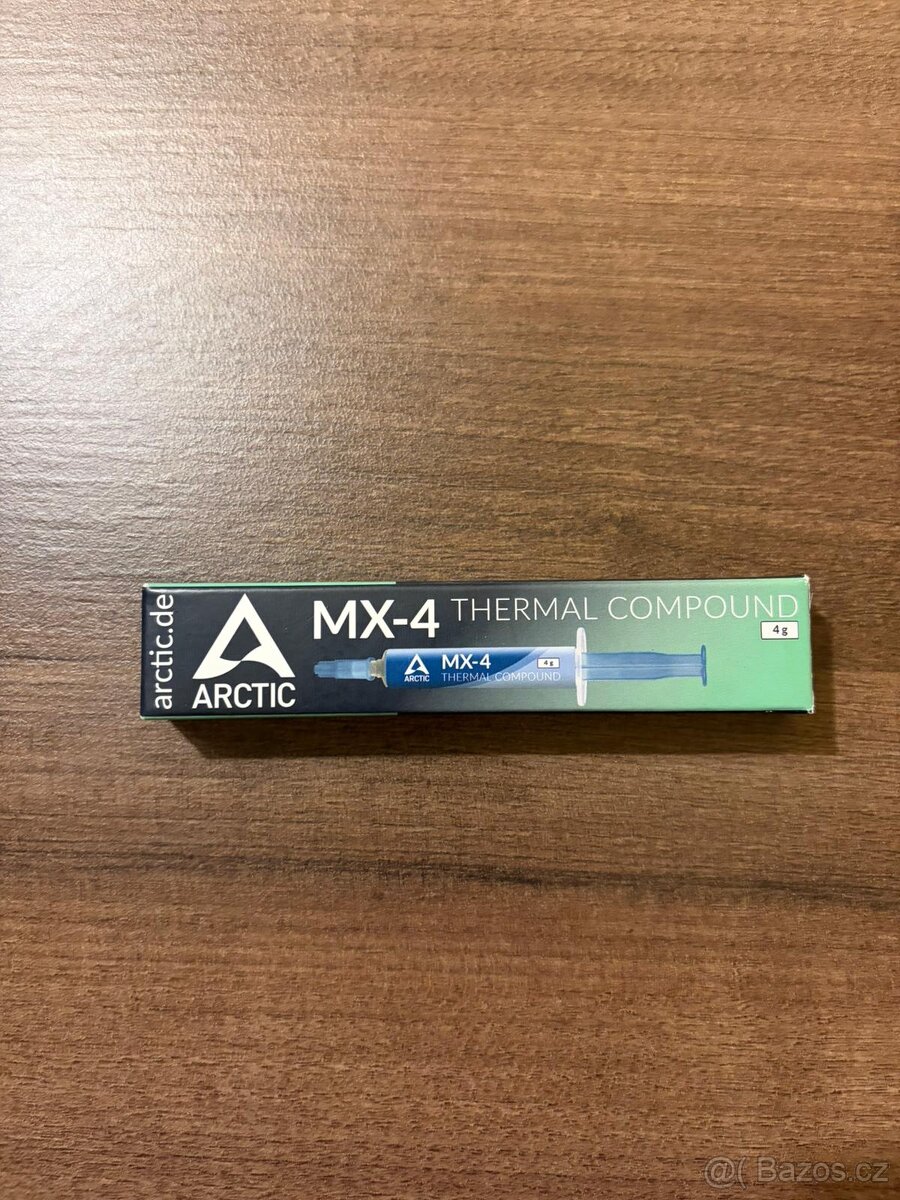 arctic.de
ARCTIC
MX-4 THERMAL COMPOUND
4g
ARCTIC
MX-4
4g
THERMAL COMPOUND
@( Bazos.cz